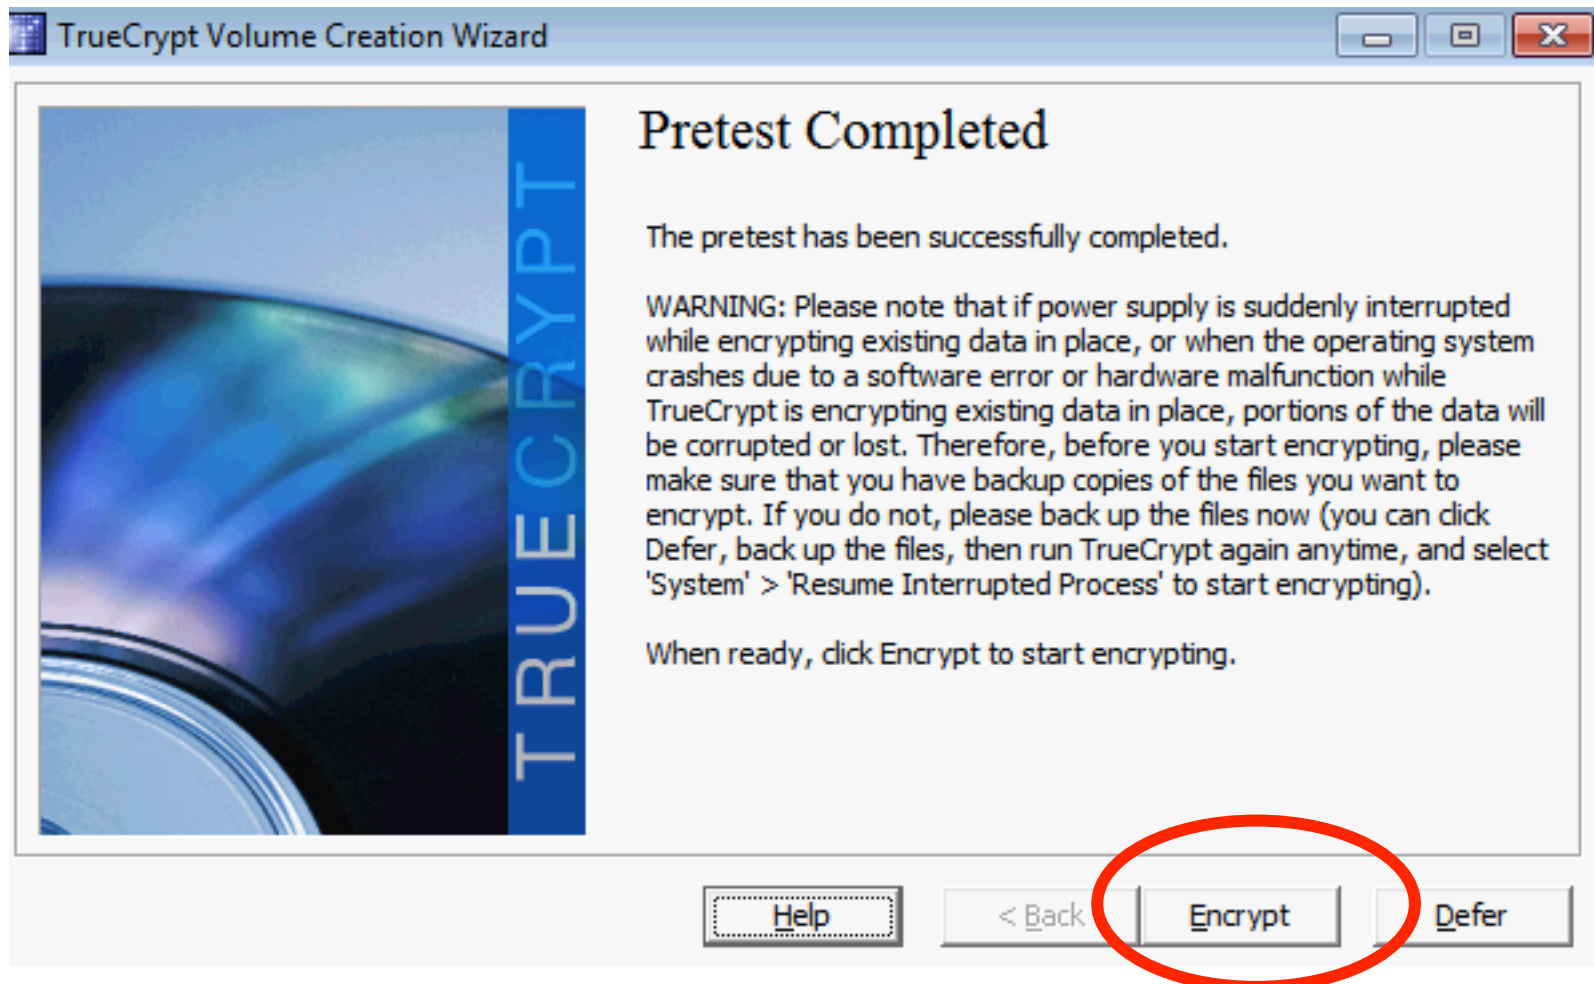 TrueCrypt Volume Creation Wizard
TRUECRYPT
Pretest Completed
The pretest has been successfully completed.
WARNING: Please note that if power supply is suddenly interrupted
while encrypting existing data in place, or when the operating system
crashes due to a software error or hardware malfunction while
TrueCrypt is encrypting existing data in place, portions of the data will
be corrupted or lost. Therefore, before you start encrypting, please
make sure that you have backup copies of the files you want to
encrypt. If you do not, please back up the files now (you can click
Defer, back up the files, then run TrueCrypt again anytime, and select
'System' > 'Resume Interrupted Process' to start encrypting).
When ready, click Encrypt to start encrypting.
Help < Back Encrypt Defer